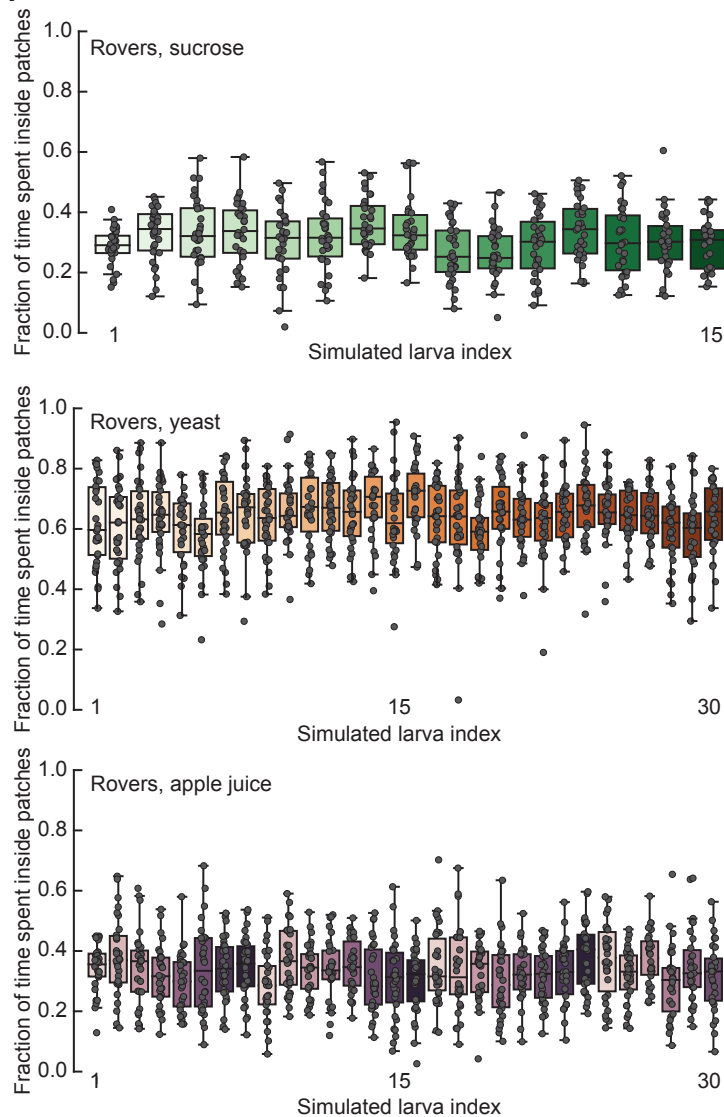 Fraction of time spent inside patches
1.0
0.8
0.6
0.4
0.2
0.0
Rovers, sucrose
1
15
Simulated larva index
Fraction of time spent inside patches
1.0
0.8
0.6
0.4
0.2
0.0
Rovers, yeast
1
15
30
Simulated larva index
Fraction of time spent inside patches
1.0
0.8
0.6
0.4
0.2
0.0
Rovers, apple juice
1
15
30
Simulated larva index